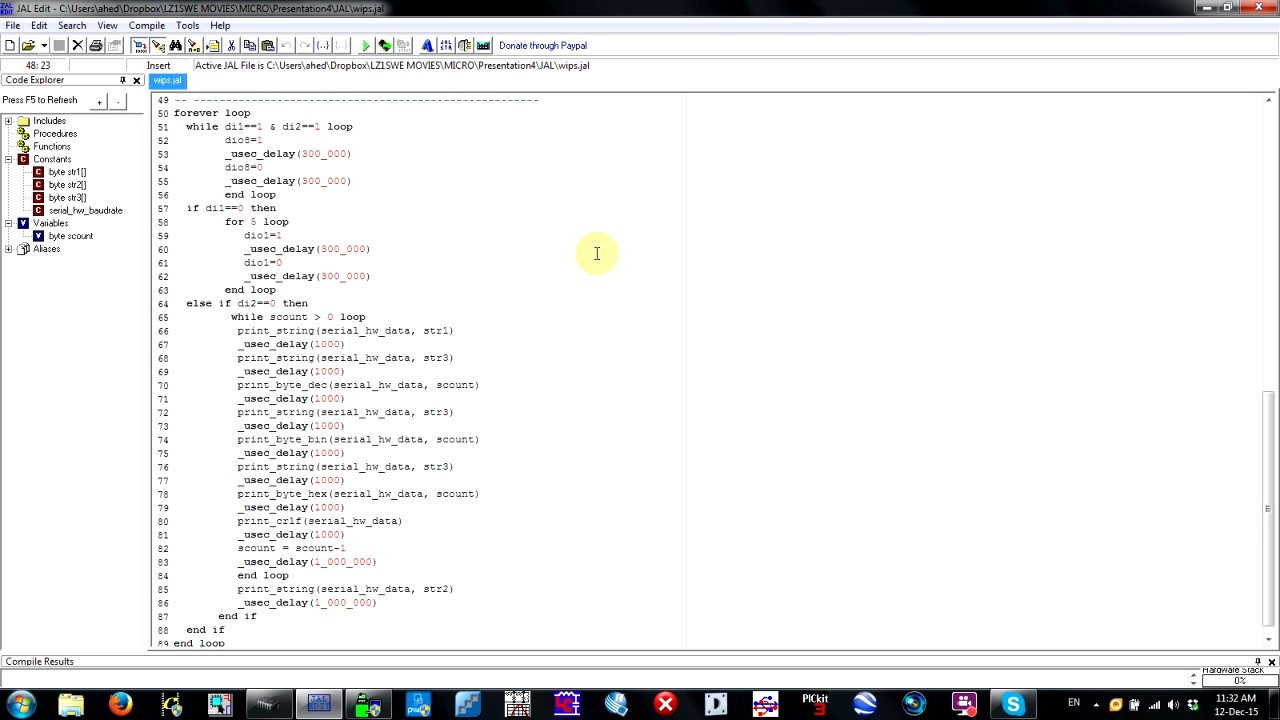 JAL Edit - C:\Users\ahed\Dropbox\LZ1SWE MOVIES\MICRO\Presentation4\JAL\wips.jal
File Edit Search View Compile Tools Help
Donate through Paypal
48: 23 Insert Active JAL File is C:\Users\ahed\Dropbox\LZ1SWE MOVIES\MICRO\Presentation4\JAL\wips.jal
Code Explorer
wips.jal
Press F5 to Refresh + -
Includes
Procedures
Functions
Constants
byte str1[]
byte str2[]
byte str3[]
serial_hw_baudrate
Variables
byte scount
Aliases
49 -- ------------------------------------------------------
50 forever loop
51 while di1==1 & di2==1 loop
52 dio8=1
53 _usec_delay(300_000)
54 dio8=0
55 _usec_delay(300_000)
56 end loop
57 if di1==0 then
58 for 5 loop
59 dio1=1
60 _usec_delay(300_000)
61 dio1=0
62 _usec_delay(300_000)
63 end loop
64 else if di2==0 then
65 while scount > 0 loop
66 print_string(serial_hw_data, str1)
67 _usec_delay(1000)
68 print_string(serial_hw_data, str3)
69 _usec_delay(1000)
70 print_byte_dec(serial_hw_data, scount)
71 _usec_delay(1000)
72 print_string(serial_hw_data, str3)
73 _usec_delay(1000)
74 print_byte_bin(serial_hw_data, scount)
75 _usec_delay(1000)
76 print_string(serial_hw_data, str3)
77 _usec_delay(1000)
78 print_byte_hex(serial_hw_data, scount)
79 _usec_delay(1000)
80 print_crlf(serial_hw_data)
81 _usec_delay(1000)
82 scount = scount-1
83 _usec_delay(1_000_000)
84 end loop
85 print_string(serial_hw_data, str2)
86 _usec_delay(1_000_000)
87 end if
88 end if
89 end loop
Compile Results
Hardware Stack
0%
PICkit
3
EN
11:32 AM
12-Dec-15